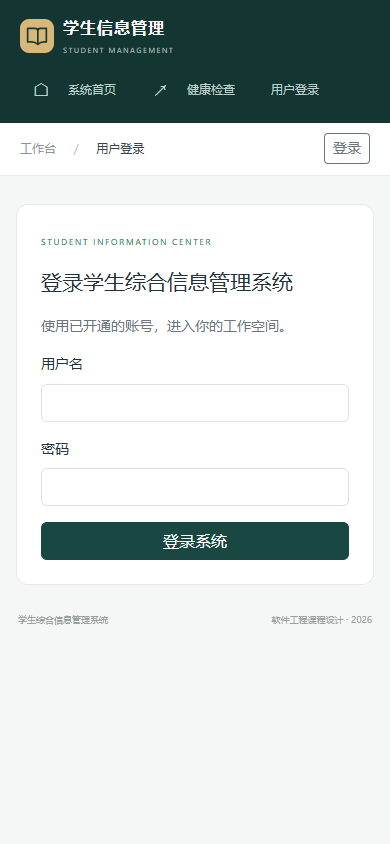 学生信息管理
STUDENT MANAGEMENT
系统首页 健康检查 用户登录
工作台 / 用户登录 登录
STUDENT INFORMATION CENTER
登录学生综合信息管理系统
使用已开通的账号，进入你的工作空间。
用户名
密码
登录系统
学生综合信息管理系统 软件工程课程设计 · 2026